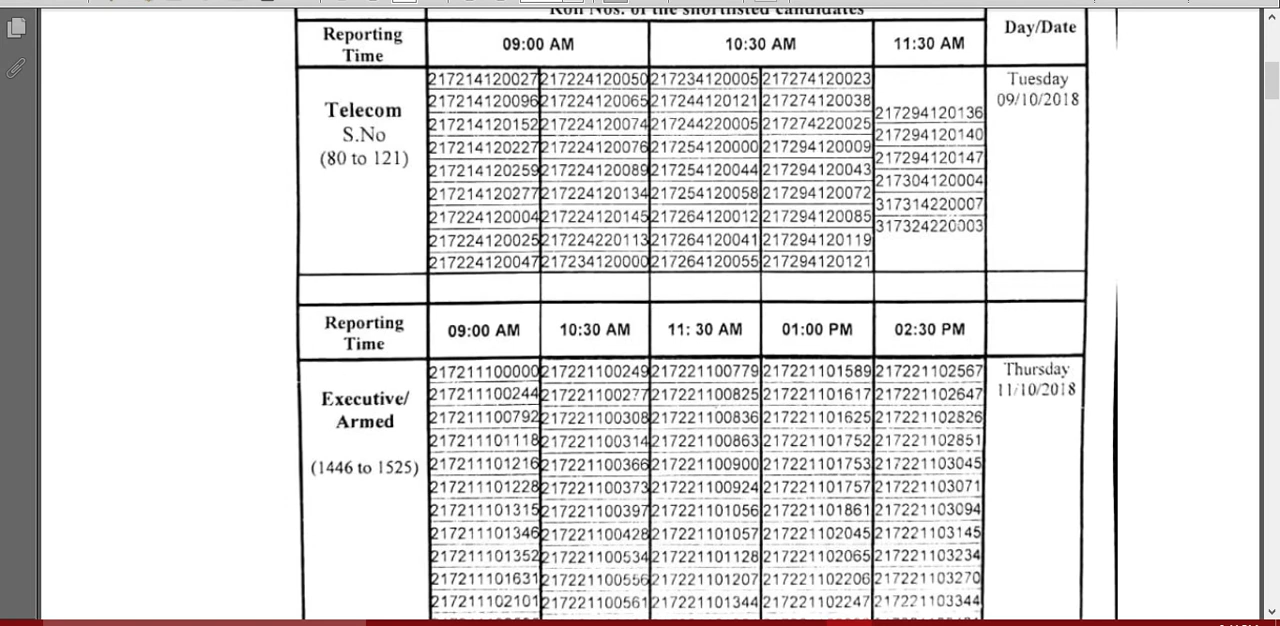 Roll Nos. of the shortlisted candidates
Reporting Time 09:00 AM 10:30 AM 11:30 AM Day/Date
Telecom
S.No
(80 to 121)
217214120027 217224120050 217234120005 217274120023
217214120096 217224120065 217244120121 217274120038
217214120152 217224120074 217244220005 217274220025
217214120227 217224120076 217254120000 217294120009
217214120259 217224120089 217254120044 217294120043
217214120277 217224120134 217254120058 217294120072
217224120004 217224120145 217264120012 217294120085
217224120025 217224220113 217264120041 217294120119
217224120047 217234120000 217264120055 217294120121
217294120136
217294120140
217294120147
217304120004
317314220007
317324220003
Tuesday
09/10/2018
Reporting Time 09:00 AM 10:30 AM 11: 30 AM 01:00 PM 02:30 PM
Executive/
Armed
(1446 to 1525)
217211100000 217221100249 217221100779 217221101589 217221102567
217211100244 217221100277 217221100825 217221101617 217221102647
217211100792 217221100308 217221100836 217221101625 217221102826
217211101118 217221100314 217221100863 217221101752 217221102851
217211101216 217221100366 217221100900 217221101753 217221103045
217211101228 217221100373 217221100924 217221101757 217221103071
217211101315 217221100397 217221101056 217221101861 217221103094
217211101346 217221100428 217221101057 217221102045 217221103145
217211101352 217221100534 217221101128 217221102065 217221103234
217211101631 217221100556 217221101207 217221102206 217221103270
217211102101 217221100561 217221101344 217221102247 217221103344
Thursday
11/10/2018